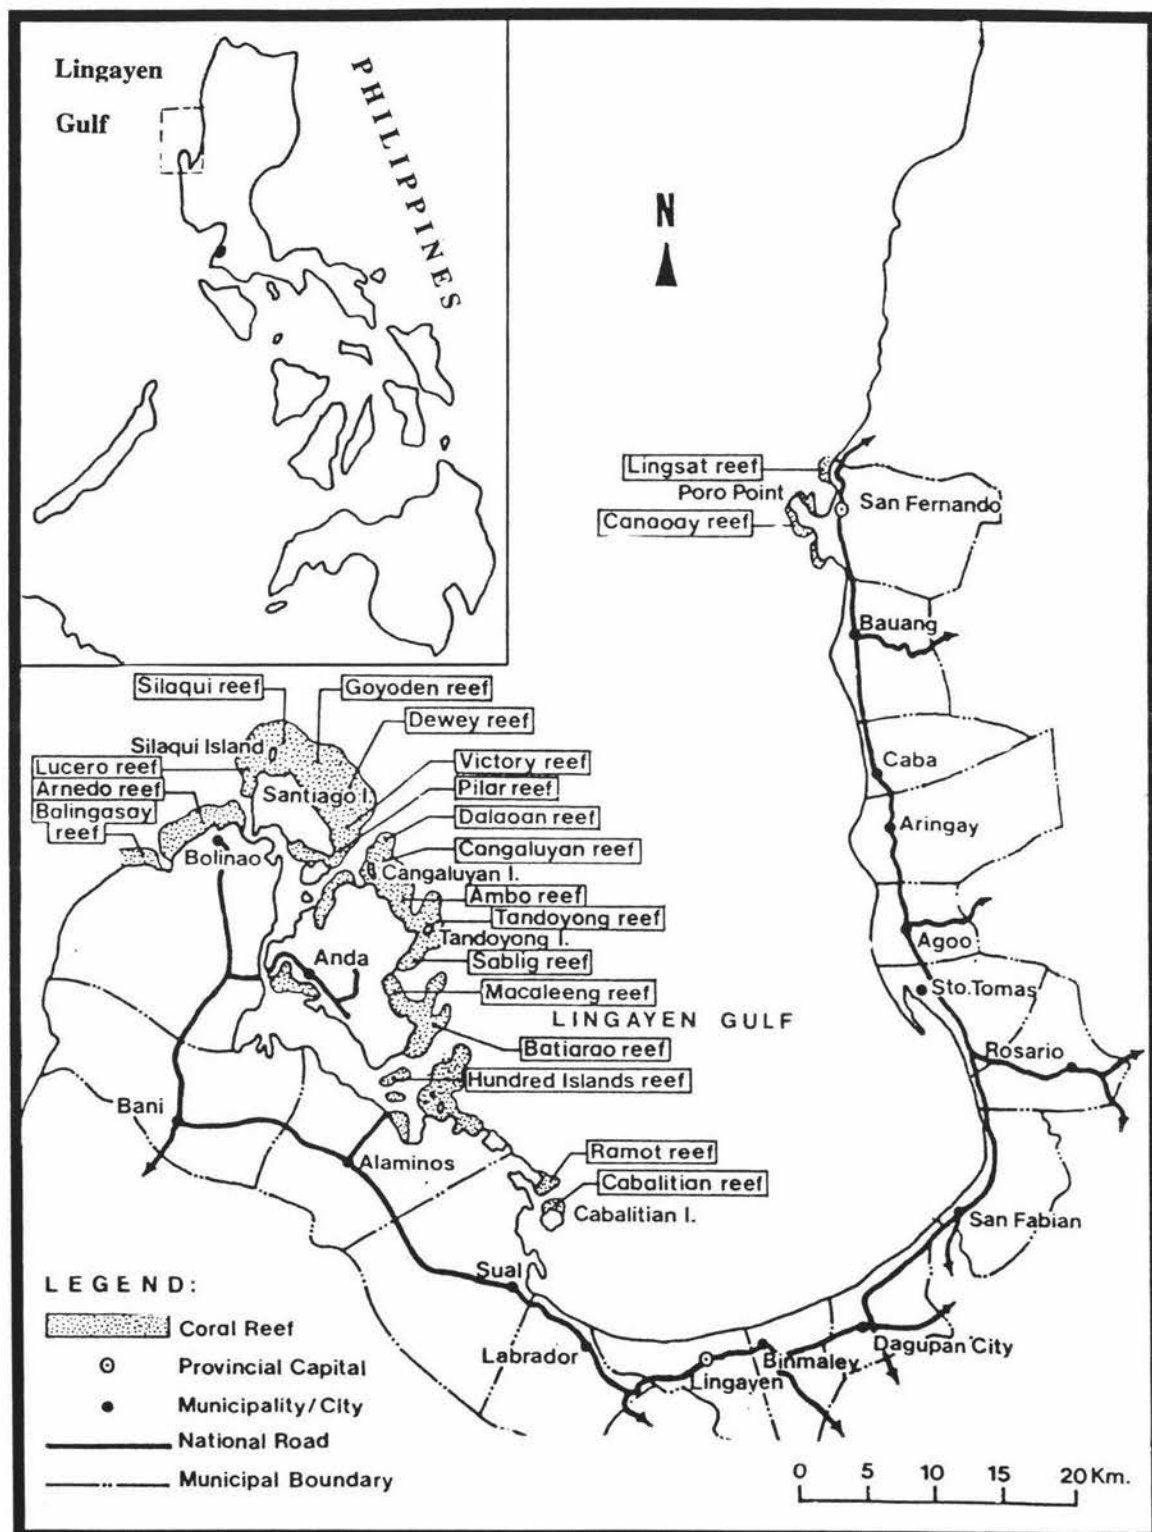 Lingayen
Gulf
PHILIPPINES
N
Lingsat reef
Poro Point
San Fernando
Canaoay reef
Bauang
Silaqui reef
Goyoden reef
Dewey reef
Silaqui Island
Victory reef
Lucero reef
Pilar reef
Arnedo reef
Santiago I.
Caba
Balingasay
reef
Dalaoan reef
Aringay
Bolinao
Cangaluyan reef
Cangaluyan I.
Ambo reef
Tandoyong reef
Tandoyong I.
Agoo
Anda
Sablig reef
Macaleeng reef
Sto. Tomas
LINGAYEN GULF
Batiarao reef
Rosario
Hundred Islands reef
Bani
Alaminos
Ramot reef
Cabalitian reef
Cabalitian I.
San Fabian
Sual
Labrador
Lingayen
Binmaley
Dagupan City
LEGEND:
Coral Reef
Provincial Capital
Municipality/City
National Road
Municipal Boundary
0 5 10 15 20 Km.